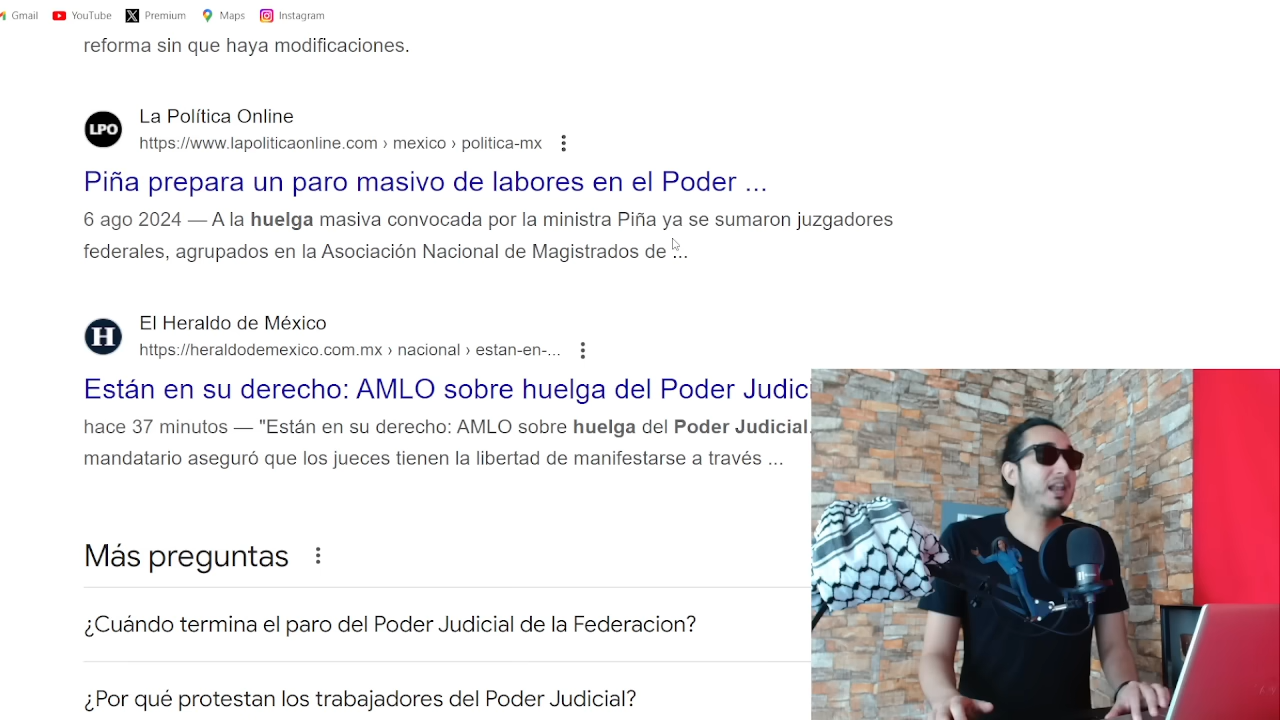 Gmail
YouTube
Premium
Maps
Instagram
reforma sin que haya modificaciones.
LPO
La Política Online
https://www.lapoliticaonline.com › mexico › politica-mx
Piña prepara un paro masivo de labores en el Poder ...
6 ago 2024 — A la huelga masiva convocada por la ministra Piña ya se sumaron juzgadores
federales, agrupados en la Asociación Nacional de Magistrados de ...
H
El Heraldo de México
https://heraldodemexico.com.mx › nacional › estan-en-...
Están en su derecho: AMLO sobre huelga del Poder Judic
hace 37 minutos — "Están en su derecho: AMLO sobre huelga del Poder Judicial.
mandatario aseguró que los jueces tienen la libertad de manifestarse a través ...
Más preguntas
¿Cuándo termina el paro del Poder Judicial de la Federacion?
¿Por qué protestan los trabajadores del Poder Judicial?